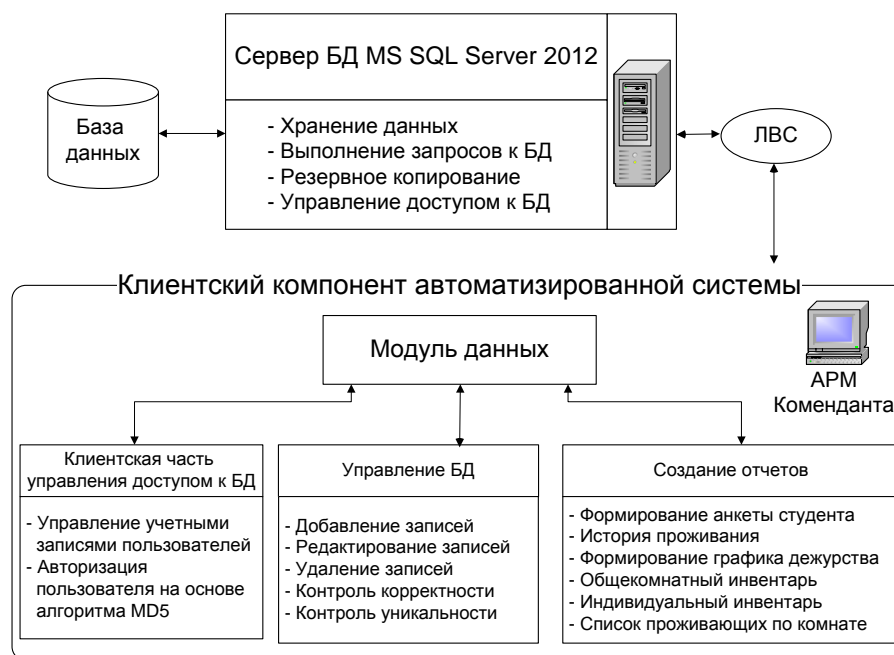 Сервер БД MS SQL Server 2012
База
данных
- Хранение данных
- Выполнение запросов к БД
- Резервное копирование
- Управление доступом к БД
ЛВС
Клиентский компонент автоматизированной системы
Модуль данных
АРМ
Коменданта
Клиентская часть
управления доступом к БД
- Управление учетными
записями пользователей
- Авторизация
пользователя на основе
алгоритма MD5
Управление БД
- Добавление записей
- Редактирование записей
- Удаление записей
- Контроль корректности
- Контроль уникальности
Создание отчетов
- Формирование анкеты студента
- История проживания
- Формирование графика дежурства
- Общекомнатный инвентарь
- Индивидуальный инвентарь
- Список проживающих по комнате